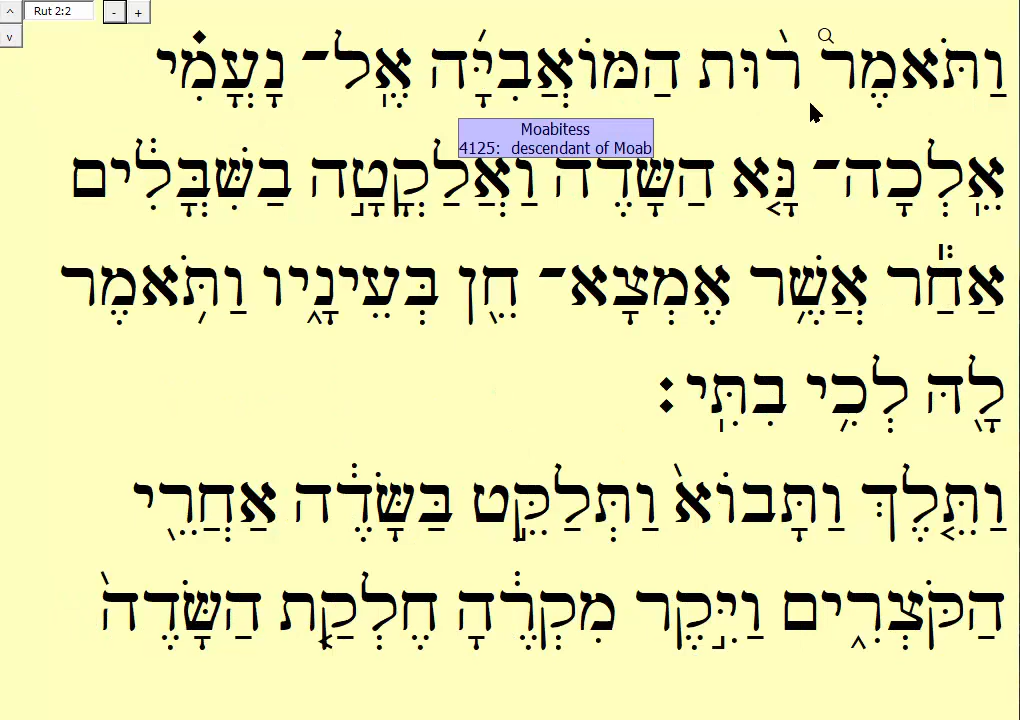 ^ Rut 2:2 - +
v
וַתֹּאמֶר֩ ר֨וּת הַמּוֹאֲבִיָּ֜ה אֶֽל־ נָעֳמִ֗י
Moabitess
4125: descendant of Moab
אֵֽלְכָה־ נָּ֤א הַשָּׂדֶה֙ וַאֲלַקֳטָ֣ה בַשִּׁבֳּלִ֔ים
אַחַ֕ר אֲשֶׁ֥ר אֶמְצָא־ חֵ֖ן בְּעֵינָ֑יו וַתֹּ֥אמֶר
לָ֖הּ לְכִ֥י בִתִּֽי׃
וַתֵּ֤לֶךְ וַתָּבוֹא֙ וַתְּלַקֵּ֣ט בַּשָּׂדֶ֔ה אַחֲרֵ֖י
הַקֹּצְרִ֑ים וַיִּ֣קֶר מִקְרֶ֔הָ חֶלְקַ֤ת הַשָּׂדֶה֙